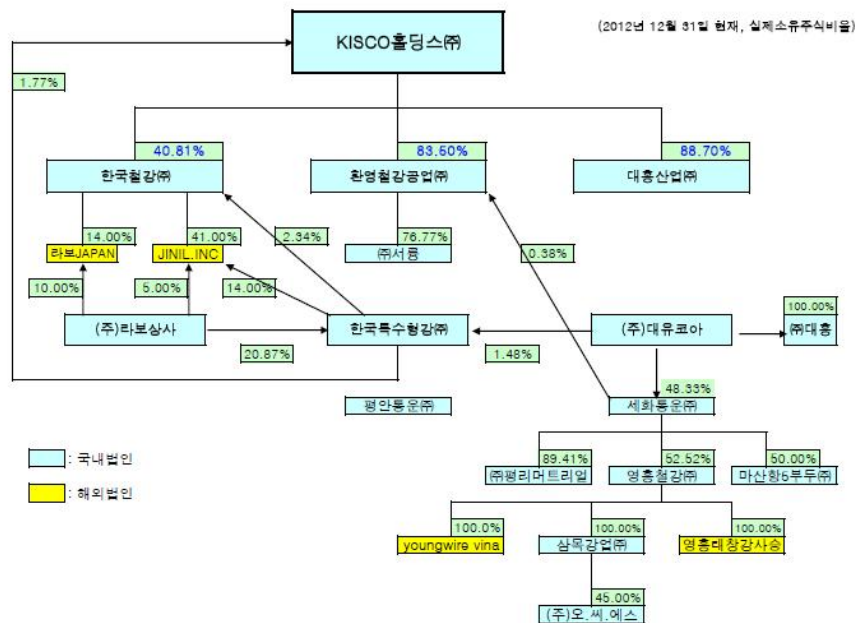 KISCO홀딩스㈜
(2012년 12월 31일 현재, 실제소유주식비율)
1.77%
40.81%
83.50%
88.70%
한국철강㈜
환영철강공업㈜
대흥산업㈜
14.00%
41.00%
2.34%
76.77%
0.38%
라보JAPAN
JINIL.INC
㈜서륭
10.00%
5.00%
14.00%
100.00%
(주)라보상사
한국특수형강㈜
(주)대유코아
㈜대흥
20.87%
1.48%
48.33%
평안통운㈜
세화통운㈜
: 국내법인
89.41%
52.52%
50.00%
㈜평리머트리얼
영흥철강㈜
마산항5부두㈜
: 해외법인
100.0%
100.00%
100.00%
youngwire vina
삼목강업㈜
영흥태창강사승
45.00%
(주)오.씨.에스